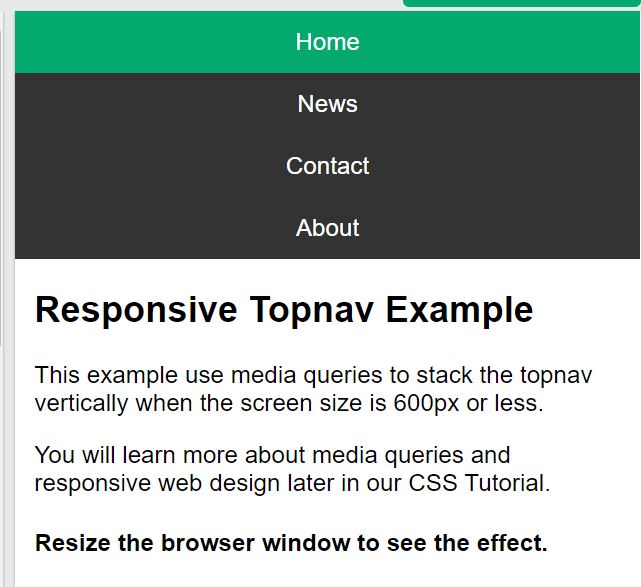 Home
News
Contact
About
Responsive Topnav Example
This example use media queries to stack the topnav
vertically when the screen size is 600px or less.
You will learn more about media queries and
responsive web design later in our CSS Tutorial.
Resize the browser window to see the effect.